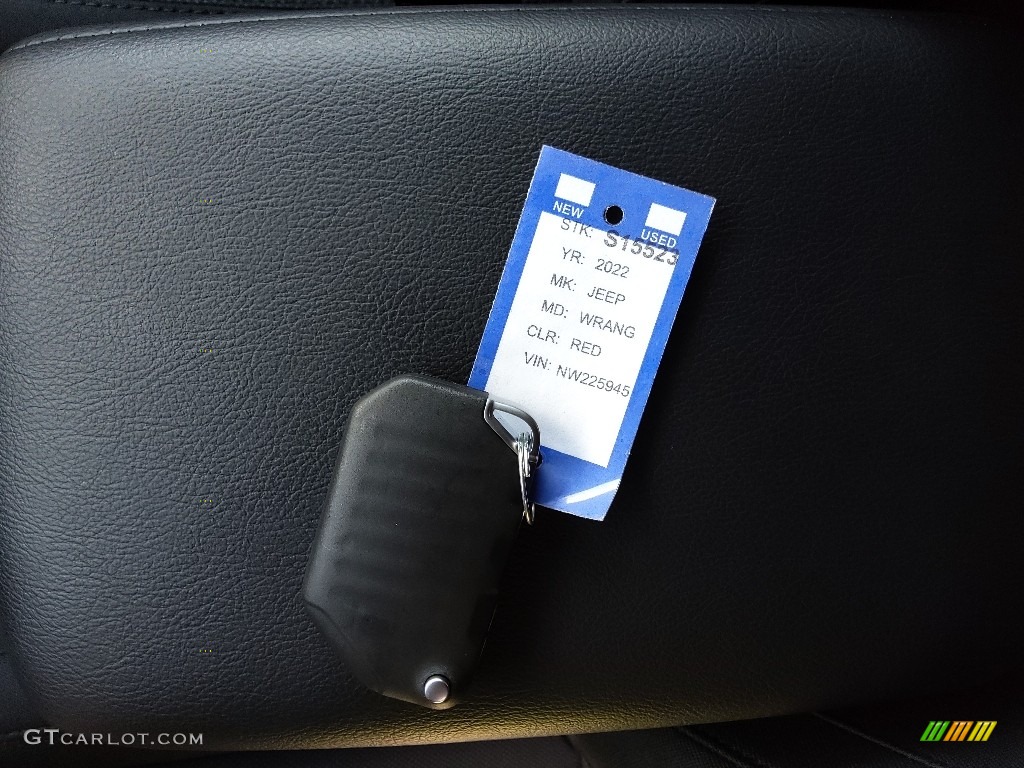 NEW USED
STK: S15523
YR: 2022
MK: JEEP
MD: WRANG
CLR: RED
VIN: NW225945
GTCARLOT.COM